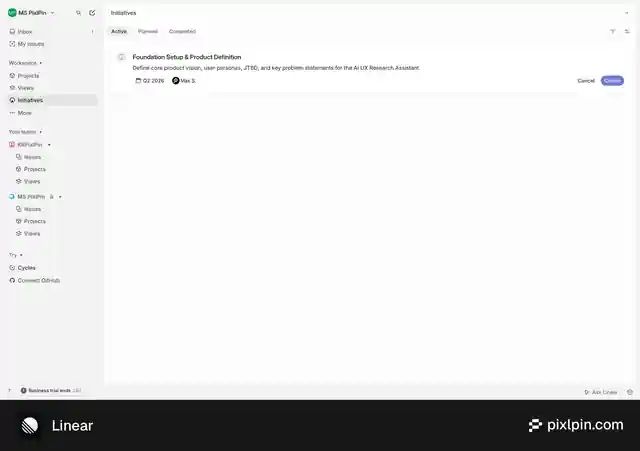 MS PixlPin
Inbox
My issues
Workspace
Projects
Views
Initiatives
More
Your teams
KillPixlPin
Issues
Projects
Views
MS PixlPin
Issues
Projects
Views
Try
Cycles
Connect GitHub
Business trial ends
Initiatives
Active
Planned
Completed
Foundation Setup & Product Definition
Define core product vision, user personas, JTBD, and key problem statements for the AI UX Research Assistant.
Q2 2026
Max S.
Cancel
Create
Ask Linear
Linear
pixlpin.com